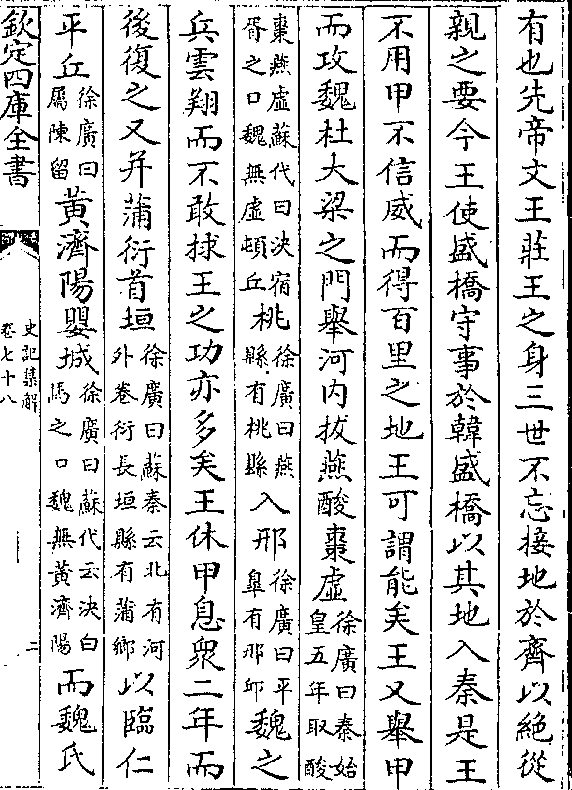 有也先帝文王莊王之身三世不忘接地於齊以絶從
親之要今王使盛橋守事於韓盛橋以其地入秦是王
不用甲不信威而得百里之地王可謂能矣王又舉甲
而攻魏杜大梁之門舉河内拔燕酸棗虚徐廣曰秦始皇五年取酸
棗燕虚蘇代曰決宿胥之口魏無虚頓丘桃徐廣曰燕縣有桃縣入邢徐廣曰平臯有邢邱魏之
兵雲翔而不敢捄王之功亦多矣王休甲息衆二年而
後復之又并蒲衍首垣徐廣曰蘇秦云北有河外卷衍長垣縣有蒲鄉以臨仁
平丘徐廣曰屬陳留黄濟陽嬰城徐廣曰蘇代云決白馬之口魏無黄濟陽而魏氏
欽定四庫全書
史記集解
卷七十八
二